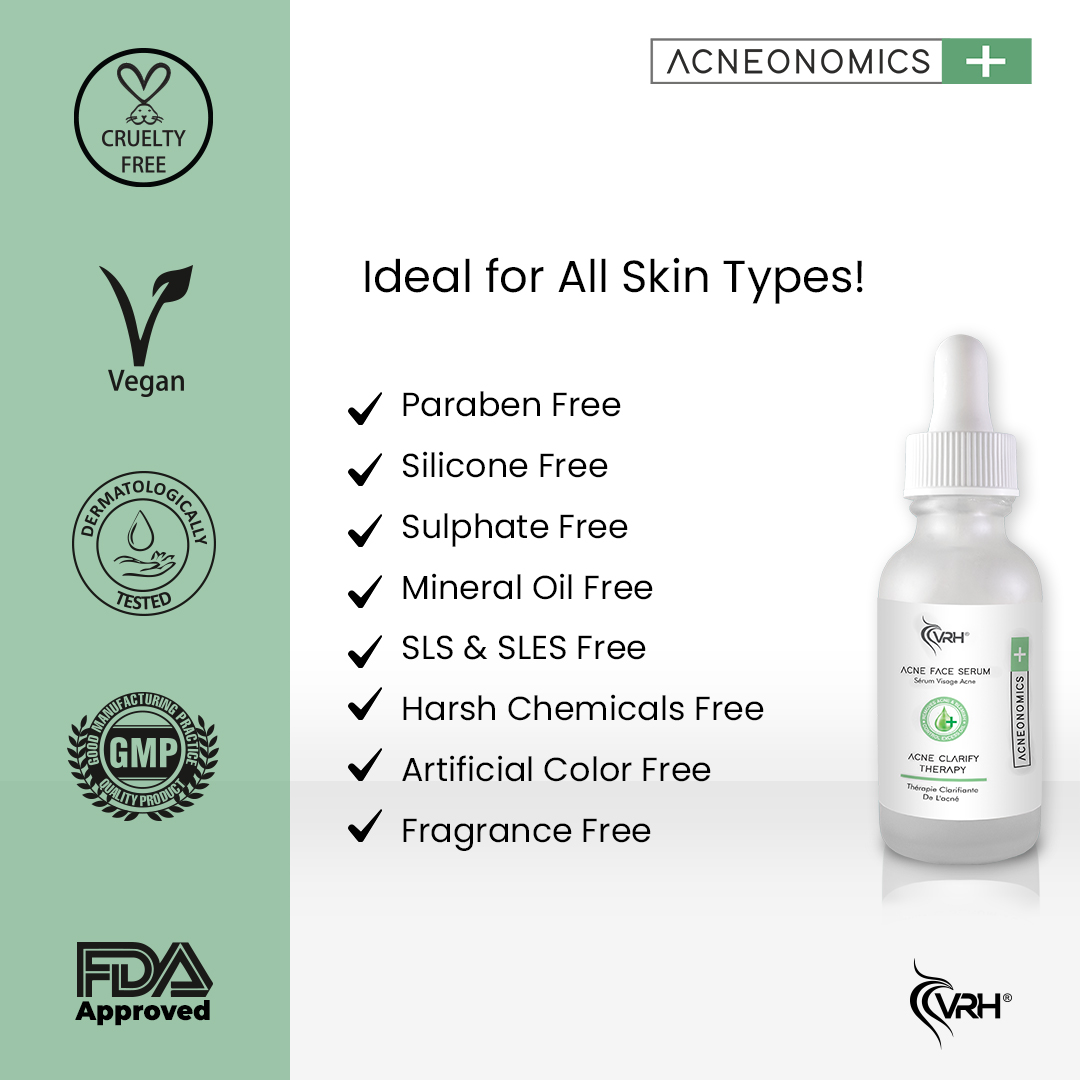 CRUELTY
FREE
Vegan
DERMATOLOGICALLY
TESTED
GOOD MANUFACTURING PRACTICE
GMP
QUALITY PRODUCT
FDA
Approved
ACNEONOMICS +
Ideal for All Skin Types!
Paraben Free
Silicone Free
Sulphate Free
Mineral Oil Free
SLS & SLES Free
Harsh Chemicals Free
Artificial Color Free
Fragrance Free
VRH®
ACNE FACE SERUM
Sérum Visage Acne
ACNE CLARIFY
THERAPY
Thérapie Clarifiante
De L'acné
ACNEONOMICS +
VRH®